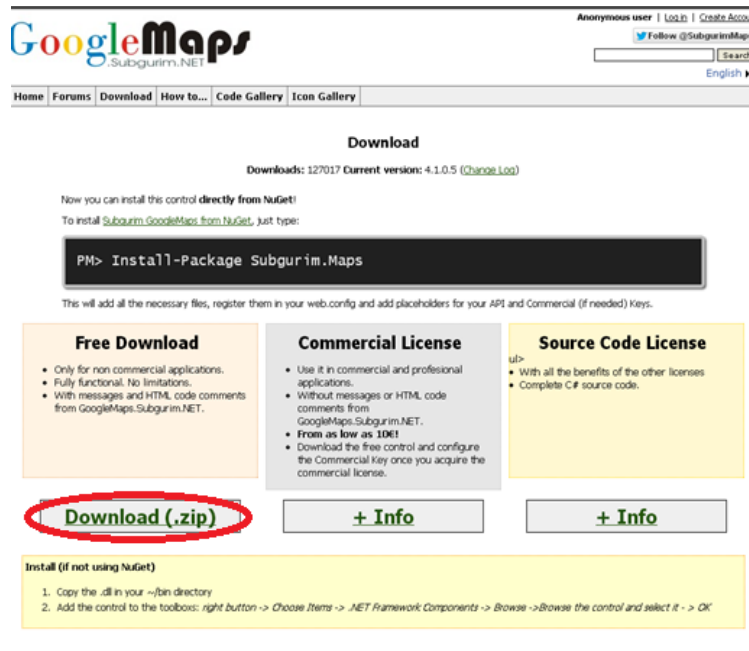 Anonymous user | Log in | Create Accou
GoogleMaps
.Subgurim.NET
Follow @SubgurimMap
Search
English
Home Forums Download How to... Code Gallery Icon Gallery
Download
Downloads: 127017 Current version: 4.1.0.5 (Change Log)
Now you can install this control directly from NuGet!
To install Subgurim GoogleMaps from NuGet, just type:
PM> Install-Package Subgurim.Maps
This will add all the necessary files, register them in your web.config and add placeholders for your API and Commercial (if needed) Keys.
Free Download
• Only for non commercial applications.
• Fully functional. No limitations.
• With messages and HTML code comments
from GoogleMaps.Subgurim.NET.
Commercial License
• Use it in commercial and profesional
applications.
• Without messages or HTML code
comments from
GoogleMaps.Subgurim.NET.
• From as low as 10€!
• Download the free control and configure
the Commercial Key once you acquire the
commercial license.
Source Code License
ul>
• With all the benefits of the other licenses
• Complete C# source code.
Download (.zip)
+ Info
+ Info
Install (if not using NuGet)
1. Copy the .dll in your ~/bin directory
2. Add the control to the toolboxs: right button -> Choose Items -> .NET Framework Components -> Browse ->Browse the control and select it - > OK